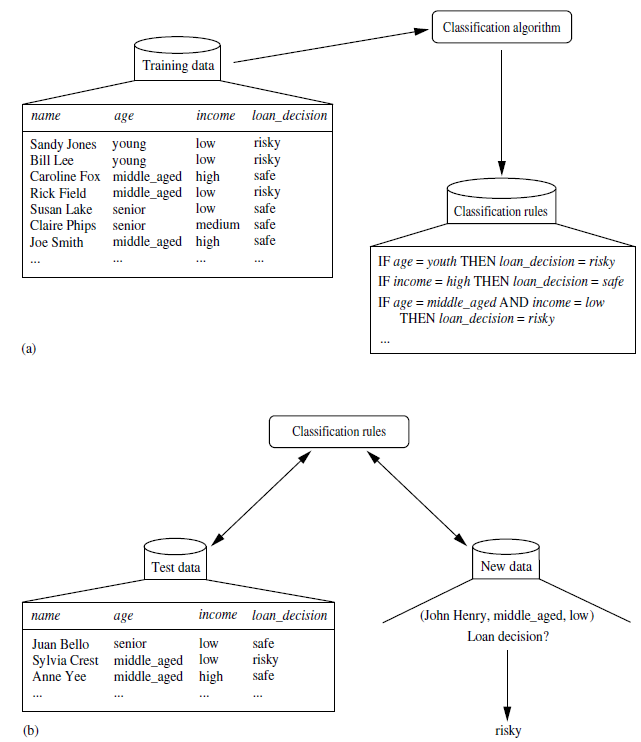 Classification algorithm
Training data
name age income loan_decision
Sandy Jones young low risky
Bill Lee young low risky
Caroline Fox middle_aged high safe
Rick Field middle_aged low risky
Susan Lake senior low safe
Claire Phips senior medium safe
Joe Smith middle_aged high safe
... ... ... ...
Classification rules
IF age = youth THEN loan_decision = risky
IF income = high THEN loan_decision = safe
IF age = middle_aged AND income = low
THEN loan_decision = risky
...
(a)
Classification rules
Test data
name age income loan_decision
Juan Bello senior low safe
Sylvia Crest middle_aged low risky
Anne Yee middle_aged high safe
... ... ... ...
New data
(John Henry, middle_aged, low)
Loan decision?
risky
(b)